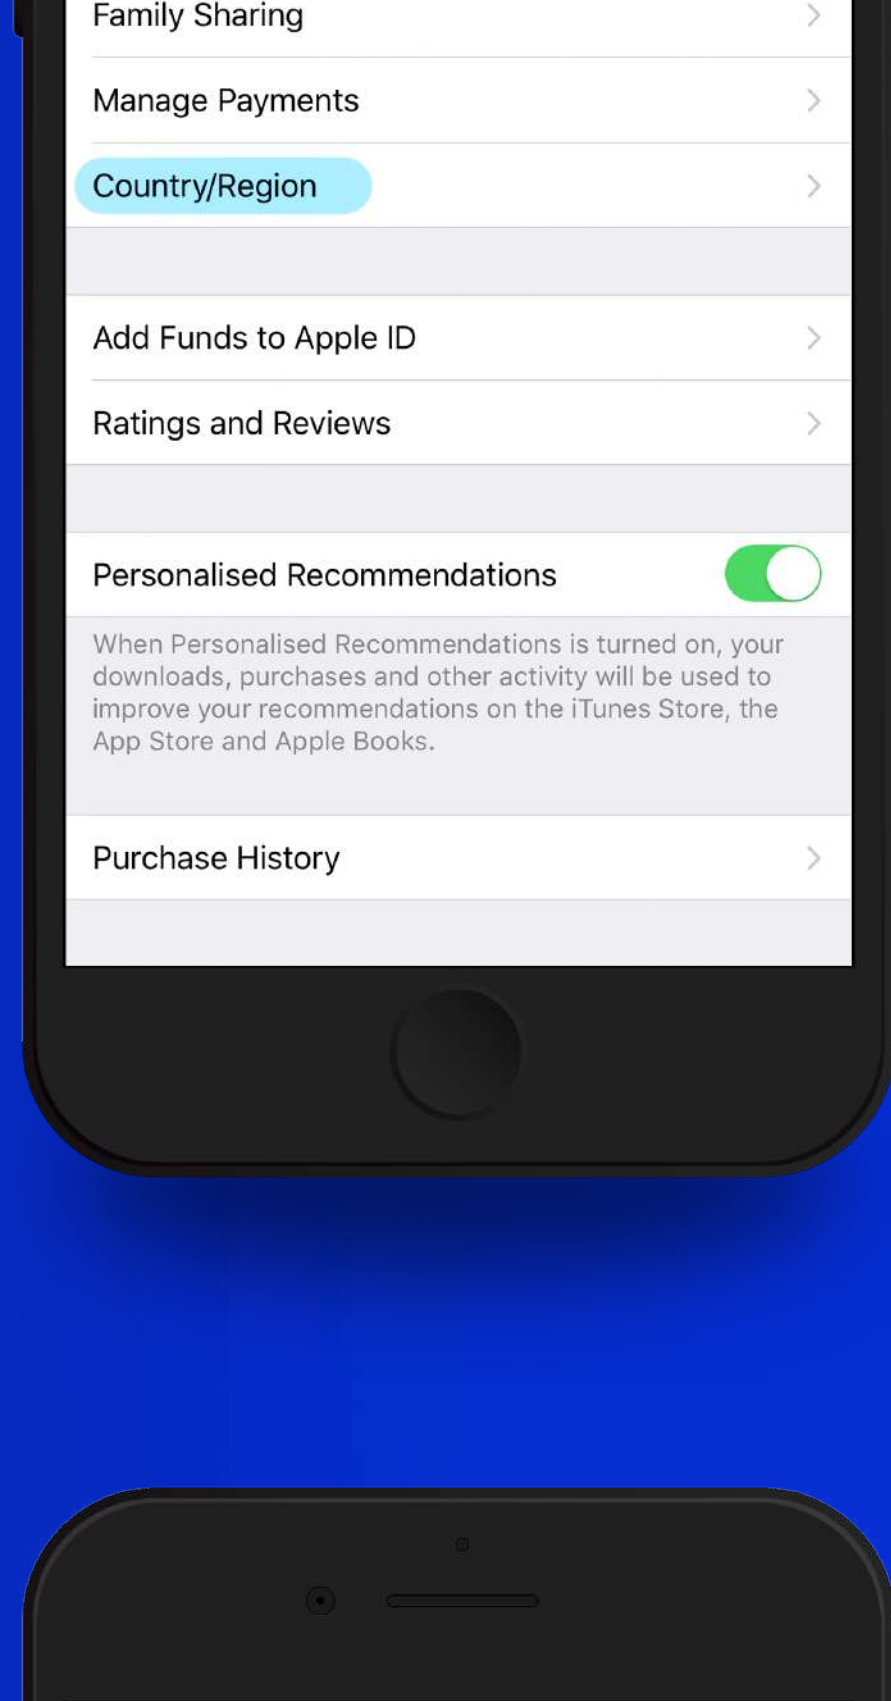 Family Sharing
Manage Payments
Country/Region
Add Funds to Apple ID
Ratings and Reviews
Personalised Recommendations
When Personalised Recommendations is turned on, your
downloads, purchases and other activity will be used to
improve your recommendations on the iTunes Store, the
App Store and Apple Books.
Purchase History